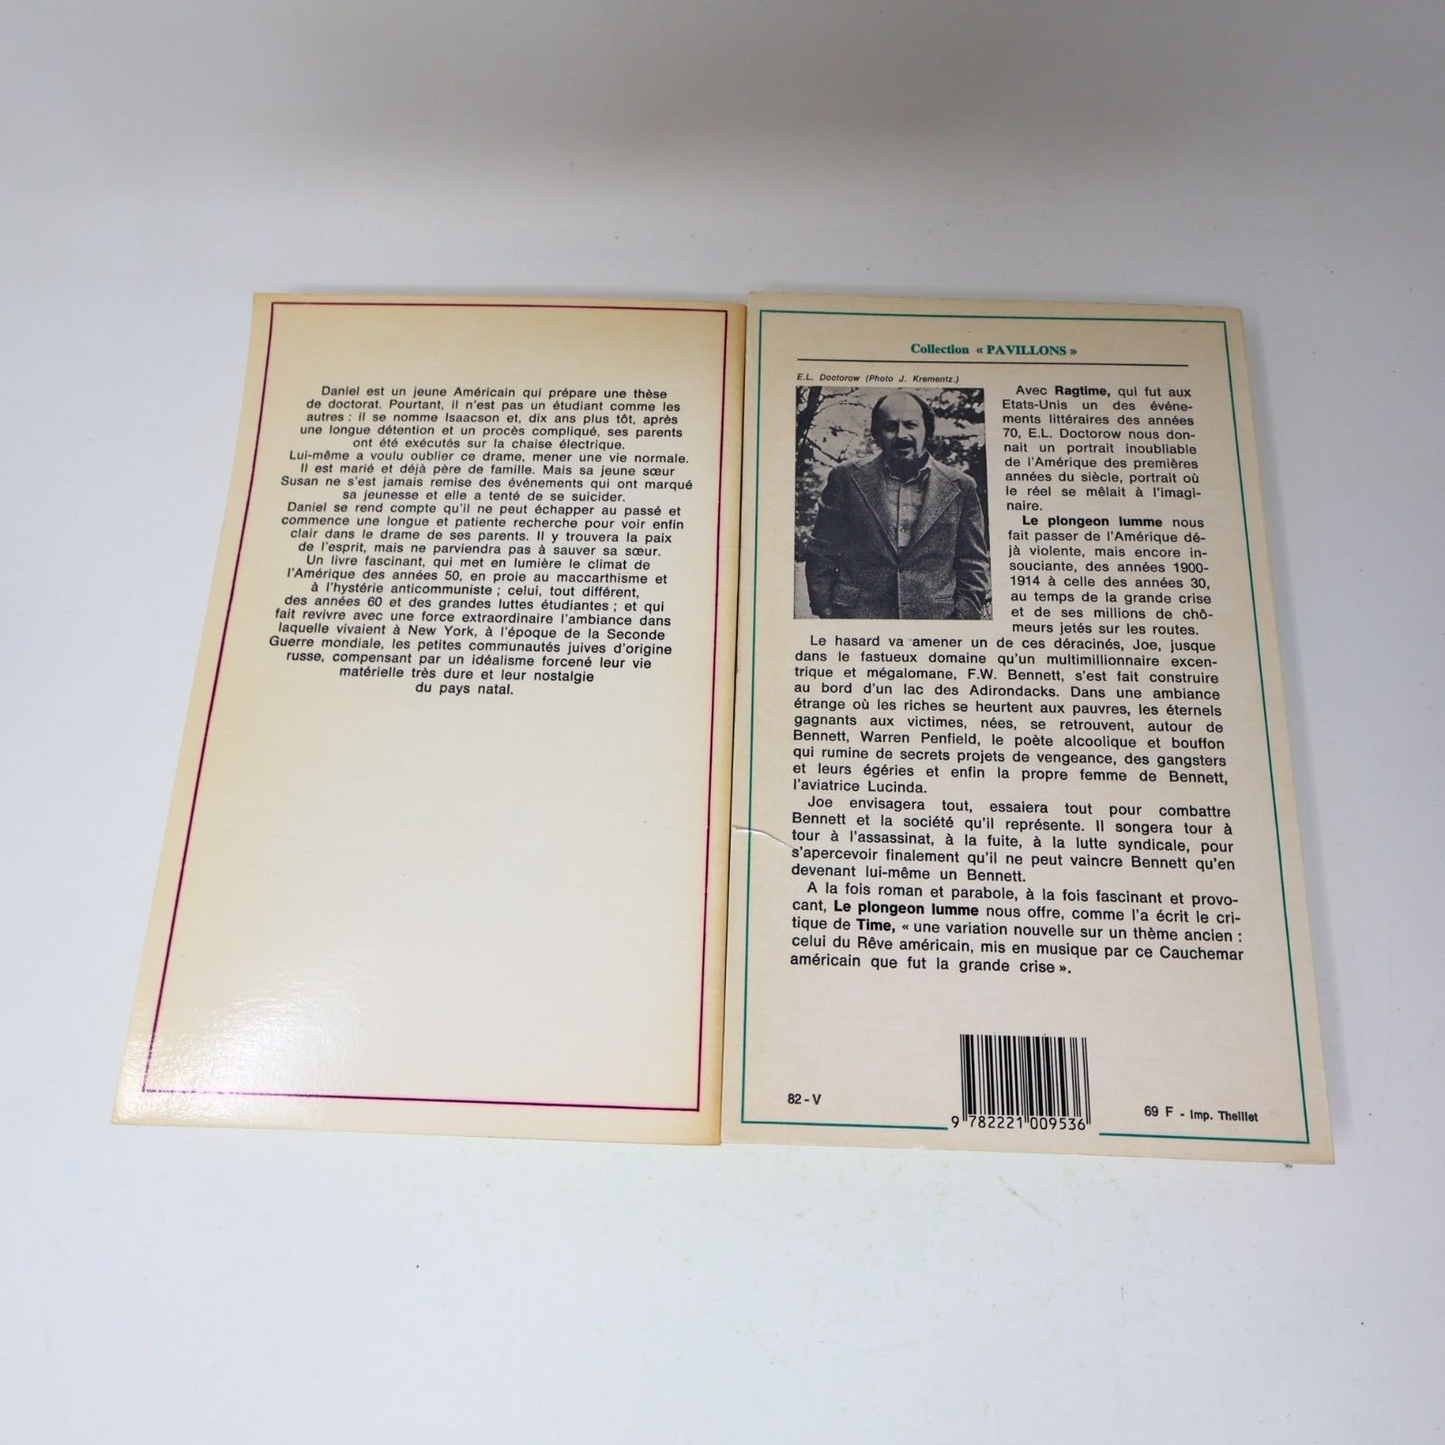 Daniel est un jeune Américain qui prépare une thèse
de doctorat. Pourtant, il n'est pas un étudiant comme les
autres : il se nomme Isaacson et, dix ans plus tôt, après
une longue détention et un procès compliqué, ses parents
ont été exécutés sur la chaise électrique.
Lui-même a voulu oublier ce drame, mener une vie normale.
Il est marié et déjà père de famille. Mais sa jeune sœur
Susan ne s'est jamais remise des événements qui ont marqué
sa jeunesse et elle a tenté de se suicider.
Daniel se rend compte qu'il ne peut échapper au passé et
commence une longue et patiente recherche pour voir enfin
clair dans le drame de ses parents. Il y trouvera la paix
de l'esprit, mais ne parviendra pas à sauver sa sœur.
Un livre fascinant, qui met en lumière le climat de
l'Amérique des années 50, en proie au maccarthisme et
à l'hystérie anticommuniste ; celui, tout différent,
des années 60 et des grandes luttes étudiantes ; et qui
fait revivre avec une force extraordinaire l'ambiance dans
laquelle vivaient à New York, à l'époque de la Seconde
Guerre mondiale, les petites communautés juives d'origine
russe, compensant par un idéalisme forcené leur vie
matérielle très dure et leur nostalgie
du pays natal.
Collection « PAVILLONS »
E.L. Doctorow (Photo J. Krementz.)
Avec Ragtime, qui fut aux
Etats-Unis un des événe-
ments littéraires des années
70, E.L. Doctorow nous don-
nait un portrait inoubliable
de l'Amérique des premières
années du siècle, portrait où
le réel se mêlait à l'imagi-
naire.
Le plongeon lumme nous
fait passer de l'Amérique dé-
jà violente, mais encore in-
souciante, des années 1900-
1914 à celle des années 30,
au temps de la grande crise
et de ses millions de chô-
meurs jetés sur les routes.
Le hasard va amener un de ces déracinés, Joe, jusque
dans le fastueux domaine qu'un multimillionnaire excen-
trique et mégalomane, F.W. Bennett, s'est fait construire
au bord d'un lac des Adirondacks. Dans une ambiance
étrange où les riches se heurtent aux pauvres, les éternels
gagnants aux victimes, nées, se retrouvent, autour de
Bennett, Warren Penfield, le poète alcoolique et bouffon
qui rumine de secrets projets de vengeance, des gangsters
et leurs égéries et enfin la propre femme de Bennett,
l'aviatrice Lucinda.
Joe envisagera tout, essaiera tout pour combattre
Bennett et la société qu'il représente. Il songera tour à
tour à l'assassinat, à la fuite, à la lutte syndicale, pour
s'apercevoir finalement qu'il ne peut vaincre Bennett qu'en
devenant lui-même un Bennett.
A la fois roman et parabole, à la fois fascinant et provo-
cant, Le plongeon lumme nous offre, comme l'a écrit le cri-
tique de Time, « une variation nouvelle sur un thème ancien :
celui du Rêve américain, mis en musique par ce Cauchemar
américain que fut la grande crise ».
82 - V
9 782221 009536
69 F - Imp. Theillet